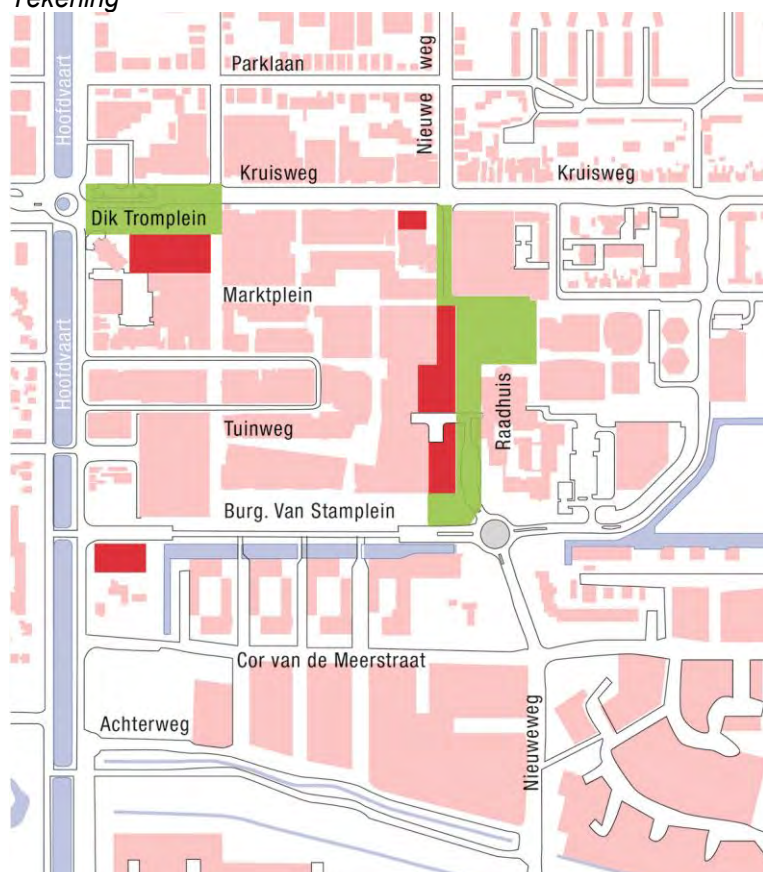 Tekening
Parklaan
Nieuwe weg
Hoofdvaart
Kruisweg
Kruisweg
Dik Tromplein
Marktplein
Hoofdvaart
Raadhuis
Tuinweg
Burg. Van Stamplein
Cor van de Meerstraat
Achterweg
Nieuweweg